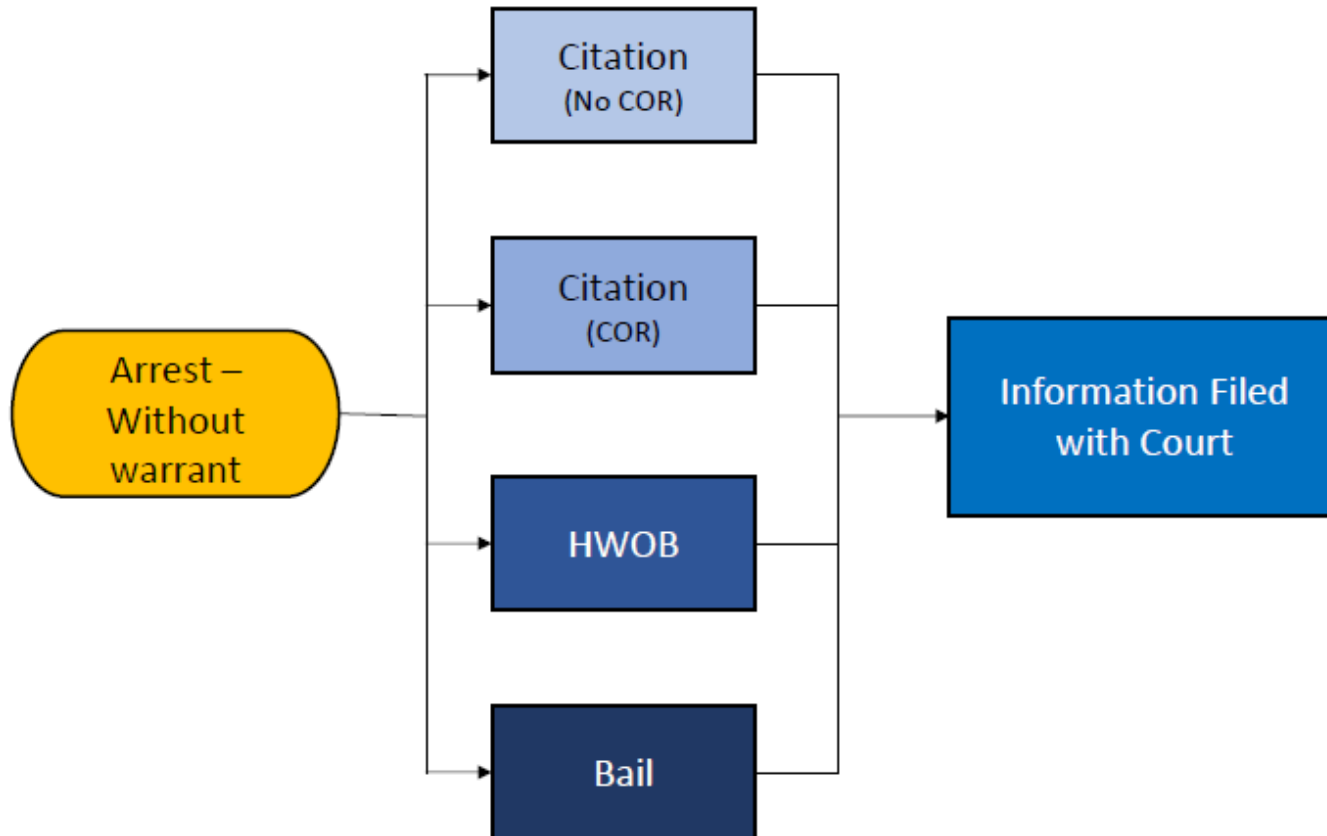 Citation
(No COR)
Citation
(COR)
Arrest –
Without
warrant
Information Filed
with Court
HWOB
Bail